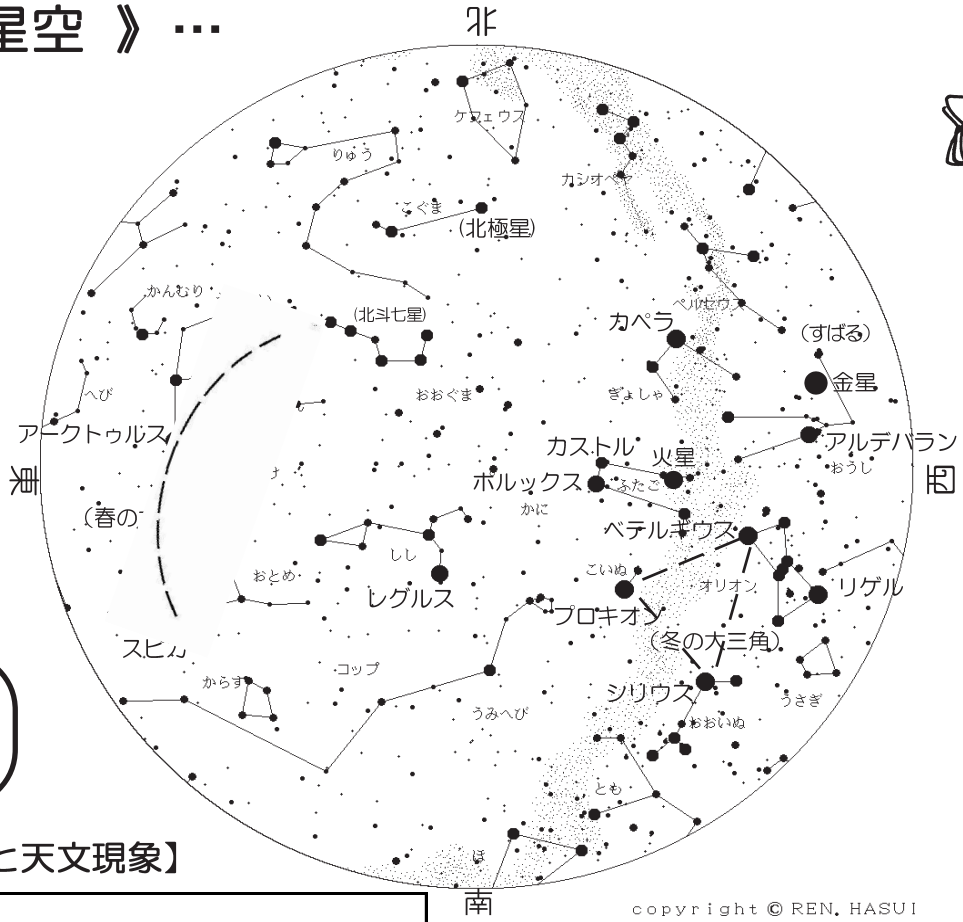 星空 》…
北
ケフェウス
りゅう
カシオペヤ
こぐま
(北極星)
かんむり
(北斗七星)
ペルセウス
カペラ
(すばる)
金星
へび
おおぐま
ぎょしゃ
アークトゥルス
アルデバラン
カストル
火星
おうし
東
ポルックス
ふたご
西
かに
(春の
ベテルギウス
しし
おとめ
こいぬ
オリオン
リゲル
レグルス
プロキオン
(冬の大三角)
スピカ
コップ
からす
シリウス
うさぎ
うみへび
おおいぬ
とも
ほ
と天文現象】
南
copyright © REN. HASUI